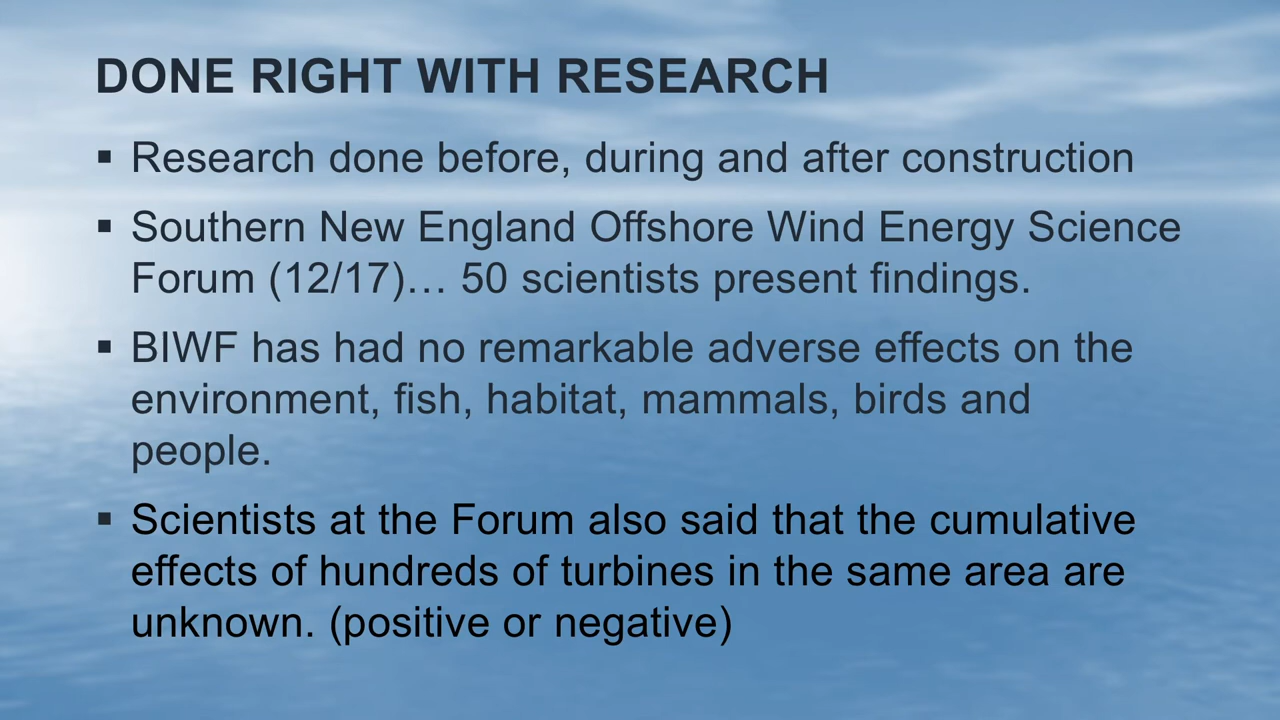 DONE RIGHT WITH RESEARCH
▪ Research done before, during and after construction
▪ Southern New England Offshore Wind Energy Science
Forum (12/17)… 50 scientists present findings.
▪ BIWF has had no remarkable adverse effects on the
environment, fish, habitat, mammals, birds and
people.
▪ Scientists at the Forum also said that the cumulative
effects of hundreds of turbines in the same area are
unknown. (positive or negative)